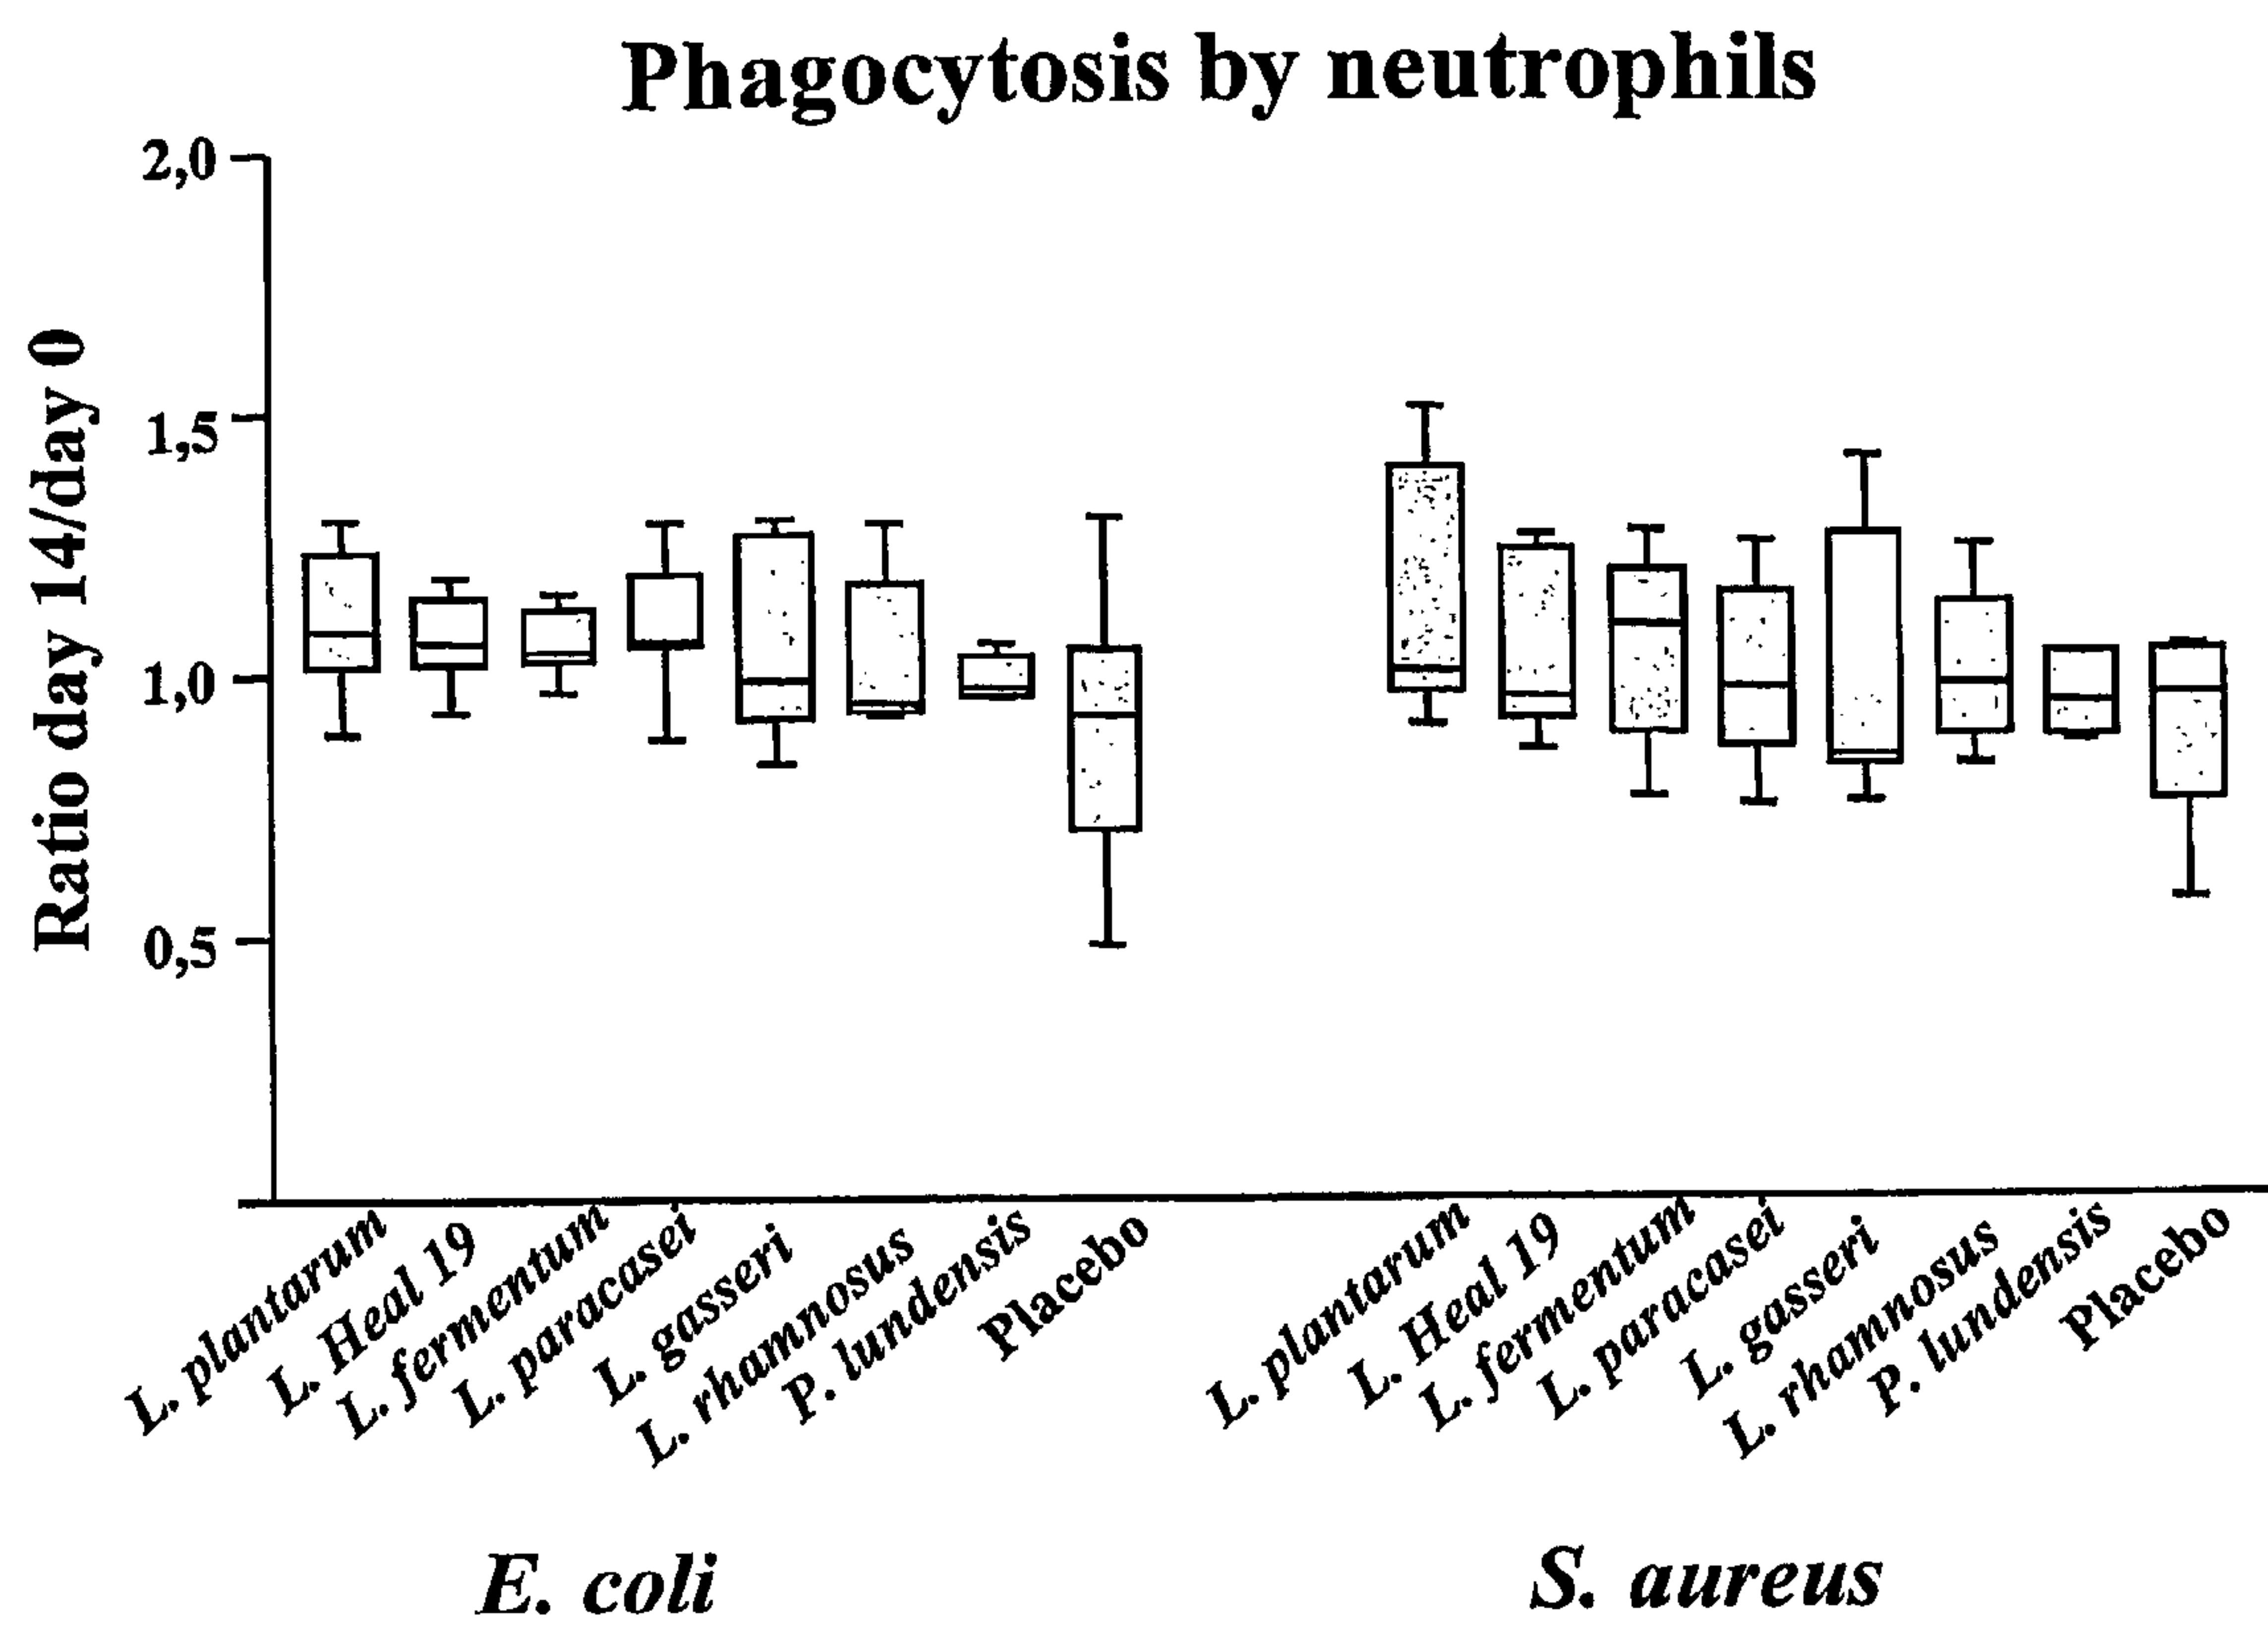 Phagocytosis by neutrophils
Ratio day 14/day 0
2,0
1,5
1,0
0,5
L. plantarum
L. Heal 19
L. fermentum
L. paracasei
L. gasseri
L. rhamnosus
P. lundensis
Placebo
L. plantarum
L. Heal 19
L. fermentum
L. paracasei
L. gasseri
L. rhamnosus
P. lundensis
Placebo
E. coli
S. aureus